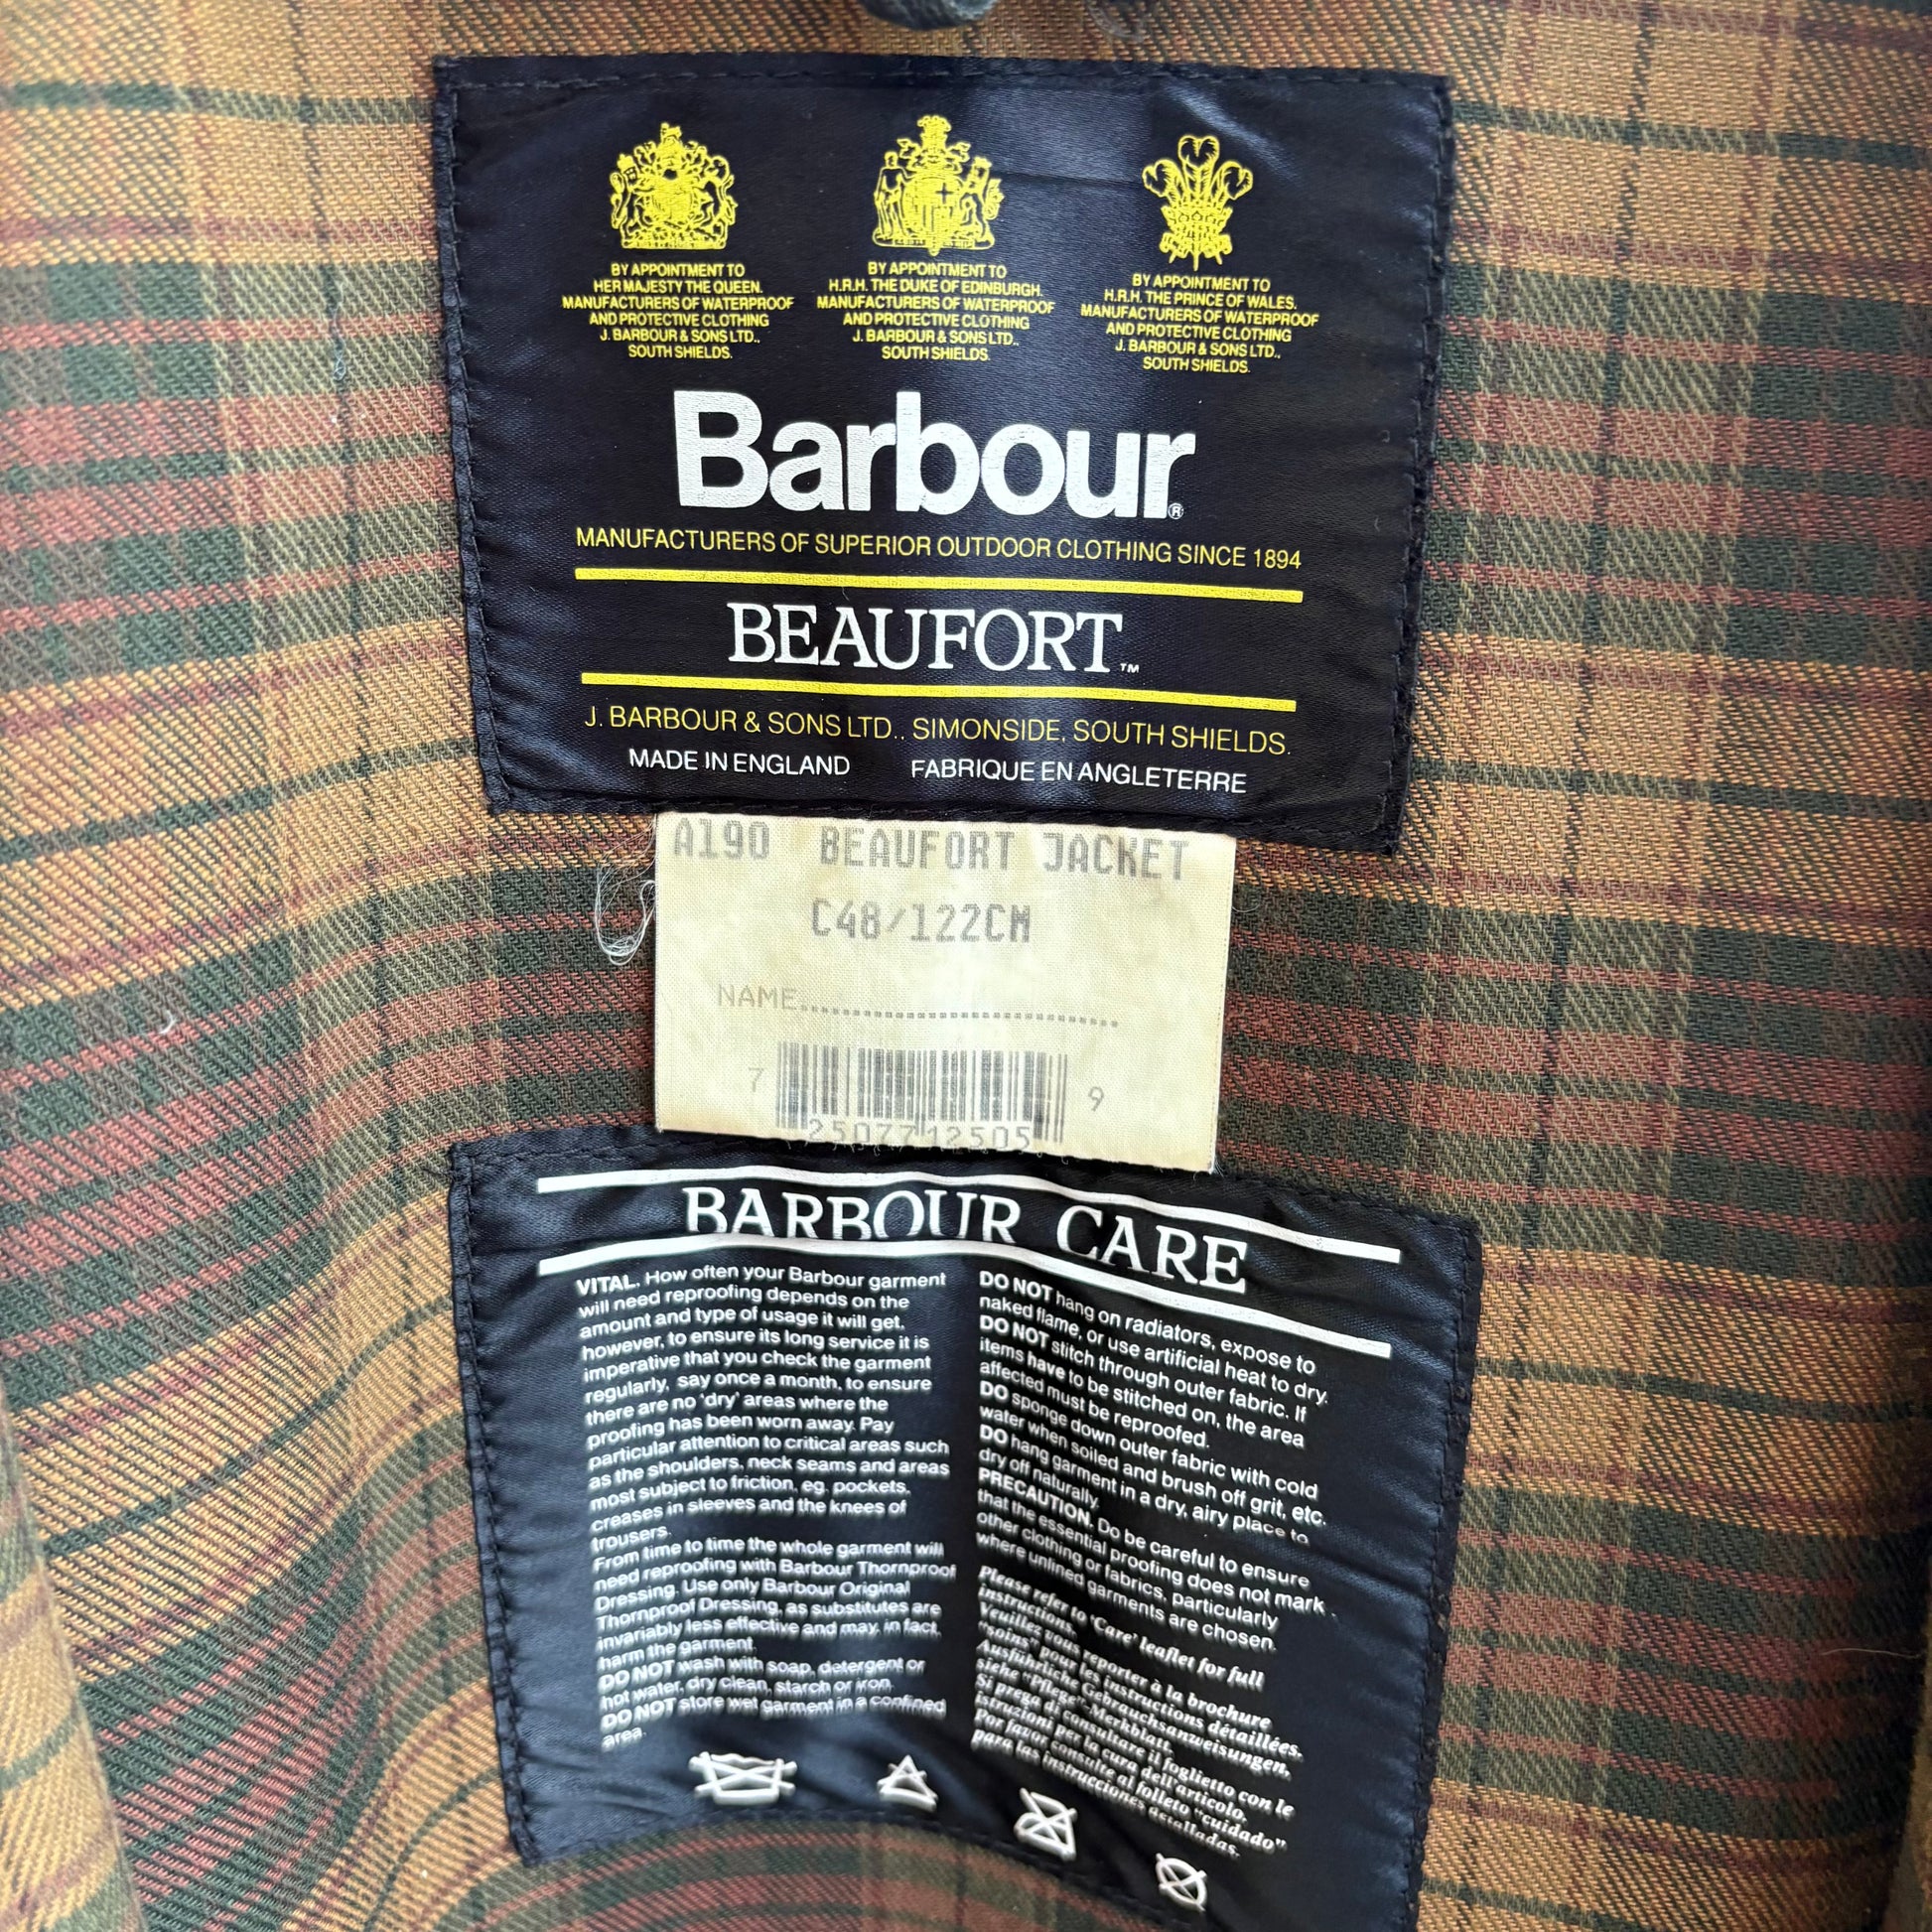 BY APPOINTMENT TO
HER MAJESTY THE QUEEN.
MANUFACTURERS OF WATERPROOF
AND PROTECTIVE CLOTHING
J. BARBOUR & SONS LTD.,
SOUTH SHIELDS.
BY APPOINTMENT TO
H.R.H. THE DUKE OF EDINBURGH.
MANUFACTURERS OF WATERPROOF
AND PROTECTIVE CLOTHING
J. BARBOUR & SONS LTD.,
SOUTH SHIELDS.
BY APPOINTMENT TO
H.R.H. THE PRINCE OF WALES.
MANUFACTURERS OF WATERPROOF
AND PROTECTIVE CLOTHING
J. BARBOUR & SONS LTD.,
SOUTH SHIELDS.
Barbour®
MANUFACTURERS OF SUPERIOR OUTDOOR CLOTHING SINCE 1894
BEAUFORT™
J. BARBOUR & SONS LTD., SIMONSIDE, SOUTH SHIELDS.
MADE IN ENGLAND FABRIQUE EN ANGLETERRE
A190 BEAUFORT JACKET
C48/122CM
NAME........................................
7 25077 12505 9
BARBOUR CARE
VITAL. How often your Barbour garment
will need reproofing depends on the
amount and type of usage it will get,
however, to ensure its long service it is
imperative that you check the garment
regularly, say once a month, to ensure
there are no 'dry' areas where the
proofing has been worn away. Pay
particular attention to critical areas such
as the shoulders, neck seams and areas
most subject to friction, eg. pockets,
creases in sleeves and the knees of
trousers.
From time to time the whole garment will
need reproofing with Barbour Thornproof
Dressing. Use only Barbour Original
Thornproof Dressing, as substitutes are
invariably less effective and may, in fact,
harm the garment.
DO NOT wash with soap, detergent or
hot water, dry clean, starch or iron.
DO NOT store wet garment in a confined
area.
DO NOT hang on radiators, expose to
naked flame, or use artificial heat to dry.
DO NOT stitch through outer fabric. If
items have to be stitched on, the area
affected must be reproofed.
DO sponge down outer fabric with cold
water when soiled and brush off grit, etc.
DO hang garment in a dry, airy place to
dry off naturally.
PRECAUTION. Do be careful to ensure
that the essential proofing does not mark
other clothing or fabrics, particularly
where unlined garments are chosen.
Please refer to 'Care' leaflet for full
instructions.
Veuillez vous reporter à la brochure
"soins" pour les instructions détaillées.
Ausführliche Gebrauchsanweisungen,
siehe "Pflege" Merkblatt.
Si prega di consultare il foglietto con le
istruzioni per la cura dell'articolo.
Por favor consulte al folleto "cuidado"
para las instrucciones detalladas.